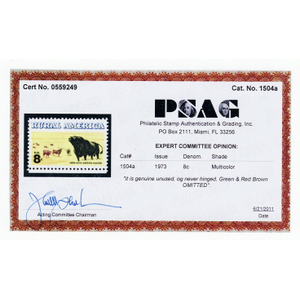 Cert No. 0559249
Cat No. 1504a
PSAG
Philatelic Stamp Authentication & Grading, Inc.
PO Box 2111, Miami, FL 33256
RURAL AMERICA
8
EXPERT COMMITTEE OPINION:
Cat# Issue Denom Shade
1504a 1973 8c Multicolor
"it is genuine unused, og never hinged. Green & Red Brown
OMITTED".
Acting Committee Chairman
6/21/2011
Date